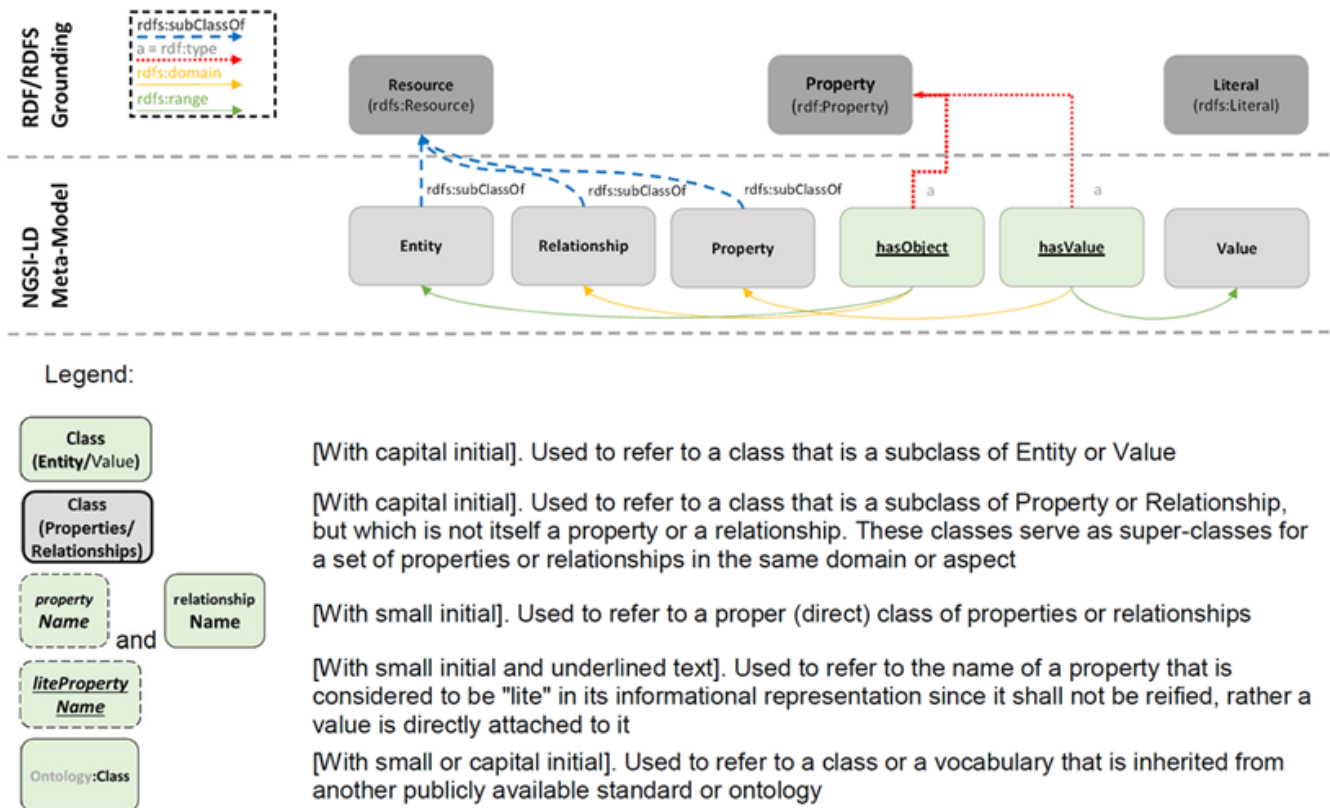 RDF/RDFS
Grounding
rdfs:subClassOf
a = rdf:type
rdfs:domain
rdfs:range
Resource
(rdfs:Resource)
Property
(rdf:Property)
Literal
(rdfs:Literal)
NGSI-LD
Meta-Model
rdfs:subClassOf
rdfs:subClassOf
rdfs:subClassOf
a
a
Entity
Relationship
Property
hasObject
hasValue
Value
Legend:
Class
(Entity/Value)
[With capital initial]. Used to refer to a class that is a subclass of Entity or Value
Class
(Properties/
Relationships)
[With capital initial]. Used to refer to a class that is a subclass of Property or Relationship,
but which is not itself a property or a relationship. These classes serve as super-classes for
a set of properties or relationships in the same domain or aspect
property
Name
and
relationship
Name
[With small initial]. Used to refer to a proper (direct) class of properties or relationships
liteProperty
Name
[With small initial and underlined text]. Used to refer to the name of a property that is
considered to be "lite" in its informational representation since it shall not be reified, rather a
value is directly attached to it
Ontology:Class
[With small or capital initial]. Used to refer to a class or a vocabulary that is inherited from
another publicly available standard or ontology